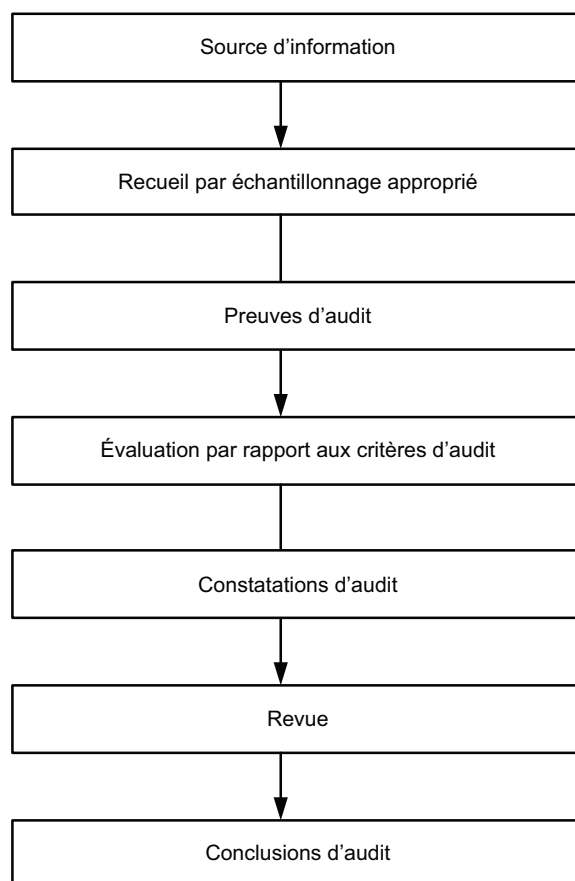 Source d’information
Recueil par échantillonnage approprié
Preuves d’audit
Évaluation par rapport aux critères d’audit
Constatations d’audit
Revue
Conclusions d’audit